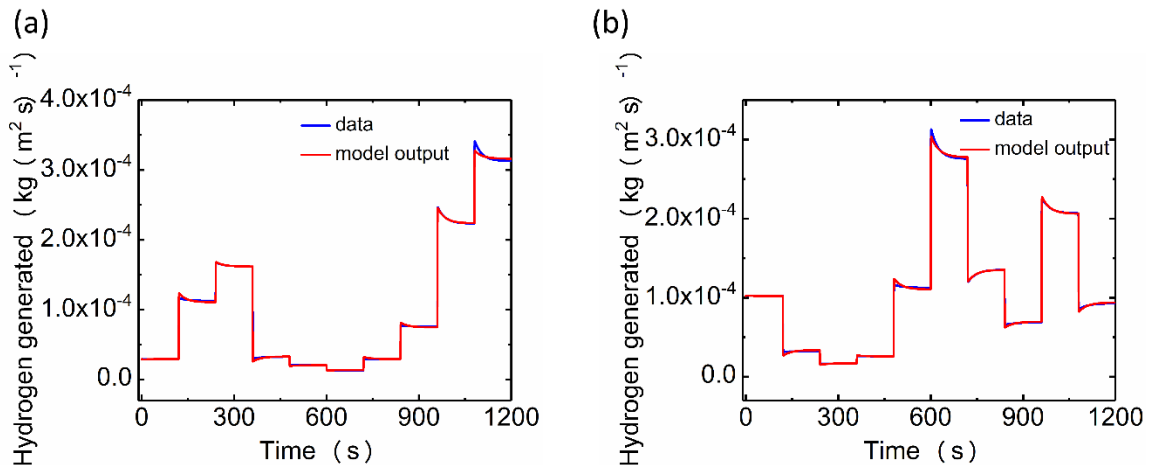 (a)
Hydrogen generated (kg (m² s) ⁻¹)
4.0x10⁻⁴
3.0x10⁻⁴
2.0x10⁻⁴
1.0x10⁻⁴
0.0
data
model output
0 300 600 900 1200
Time (s)
(b)
Hydrogen generated (kg (m² s) ⁻¹)
3.0x10⁻⁴
2.0x10⁻⁴
1.0x10⁻⁴
0.0
data
model output
0 300 600 900 1200
Time (s)